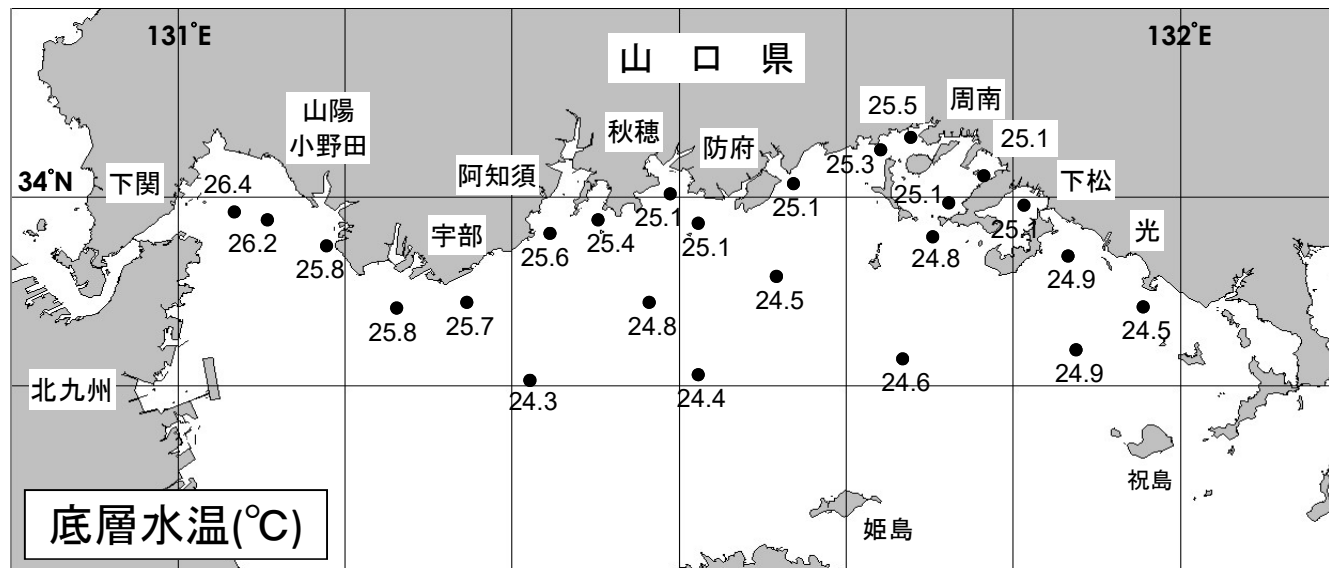 131°E
132°E
山口県
山陽
小野田
秋穂
防府
25.5
周南
25.1
阿知須
25.3
34°N
下関
26.4
下松
25.1
25.1
25.1
25.1
26.2
宇部
25.6
25.4
25.1
24.8
光
25.8
24.9
24.5
25.8
25.7
24.8
24.5
北九州
24.3
24.4
24.6
24.9
祝島
底層水温(℃)
姫島